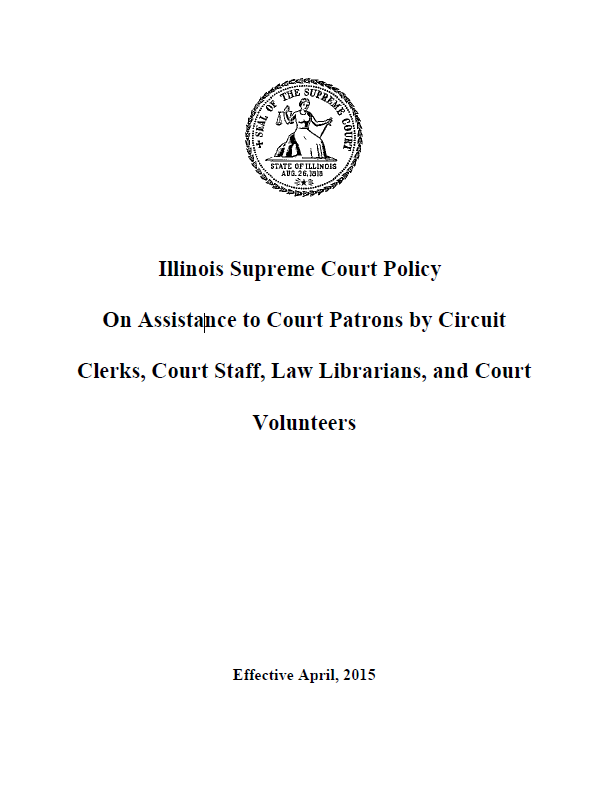 ✦ SEAL OF THE SUPREME COURT
STATE OF ILLINOIS
AUG. 26, 1818
Illinois Supreme Court Policy
On Assistance to Court Patrons by Circuit
Clerks, Court Staff, Law Librarians, and Court
Volunteers
Effective April, 2015